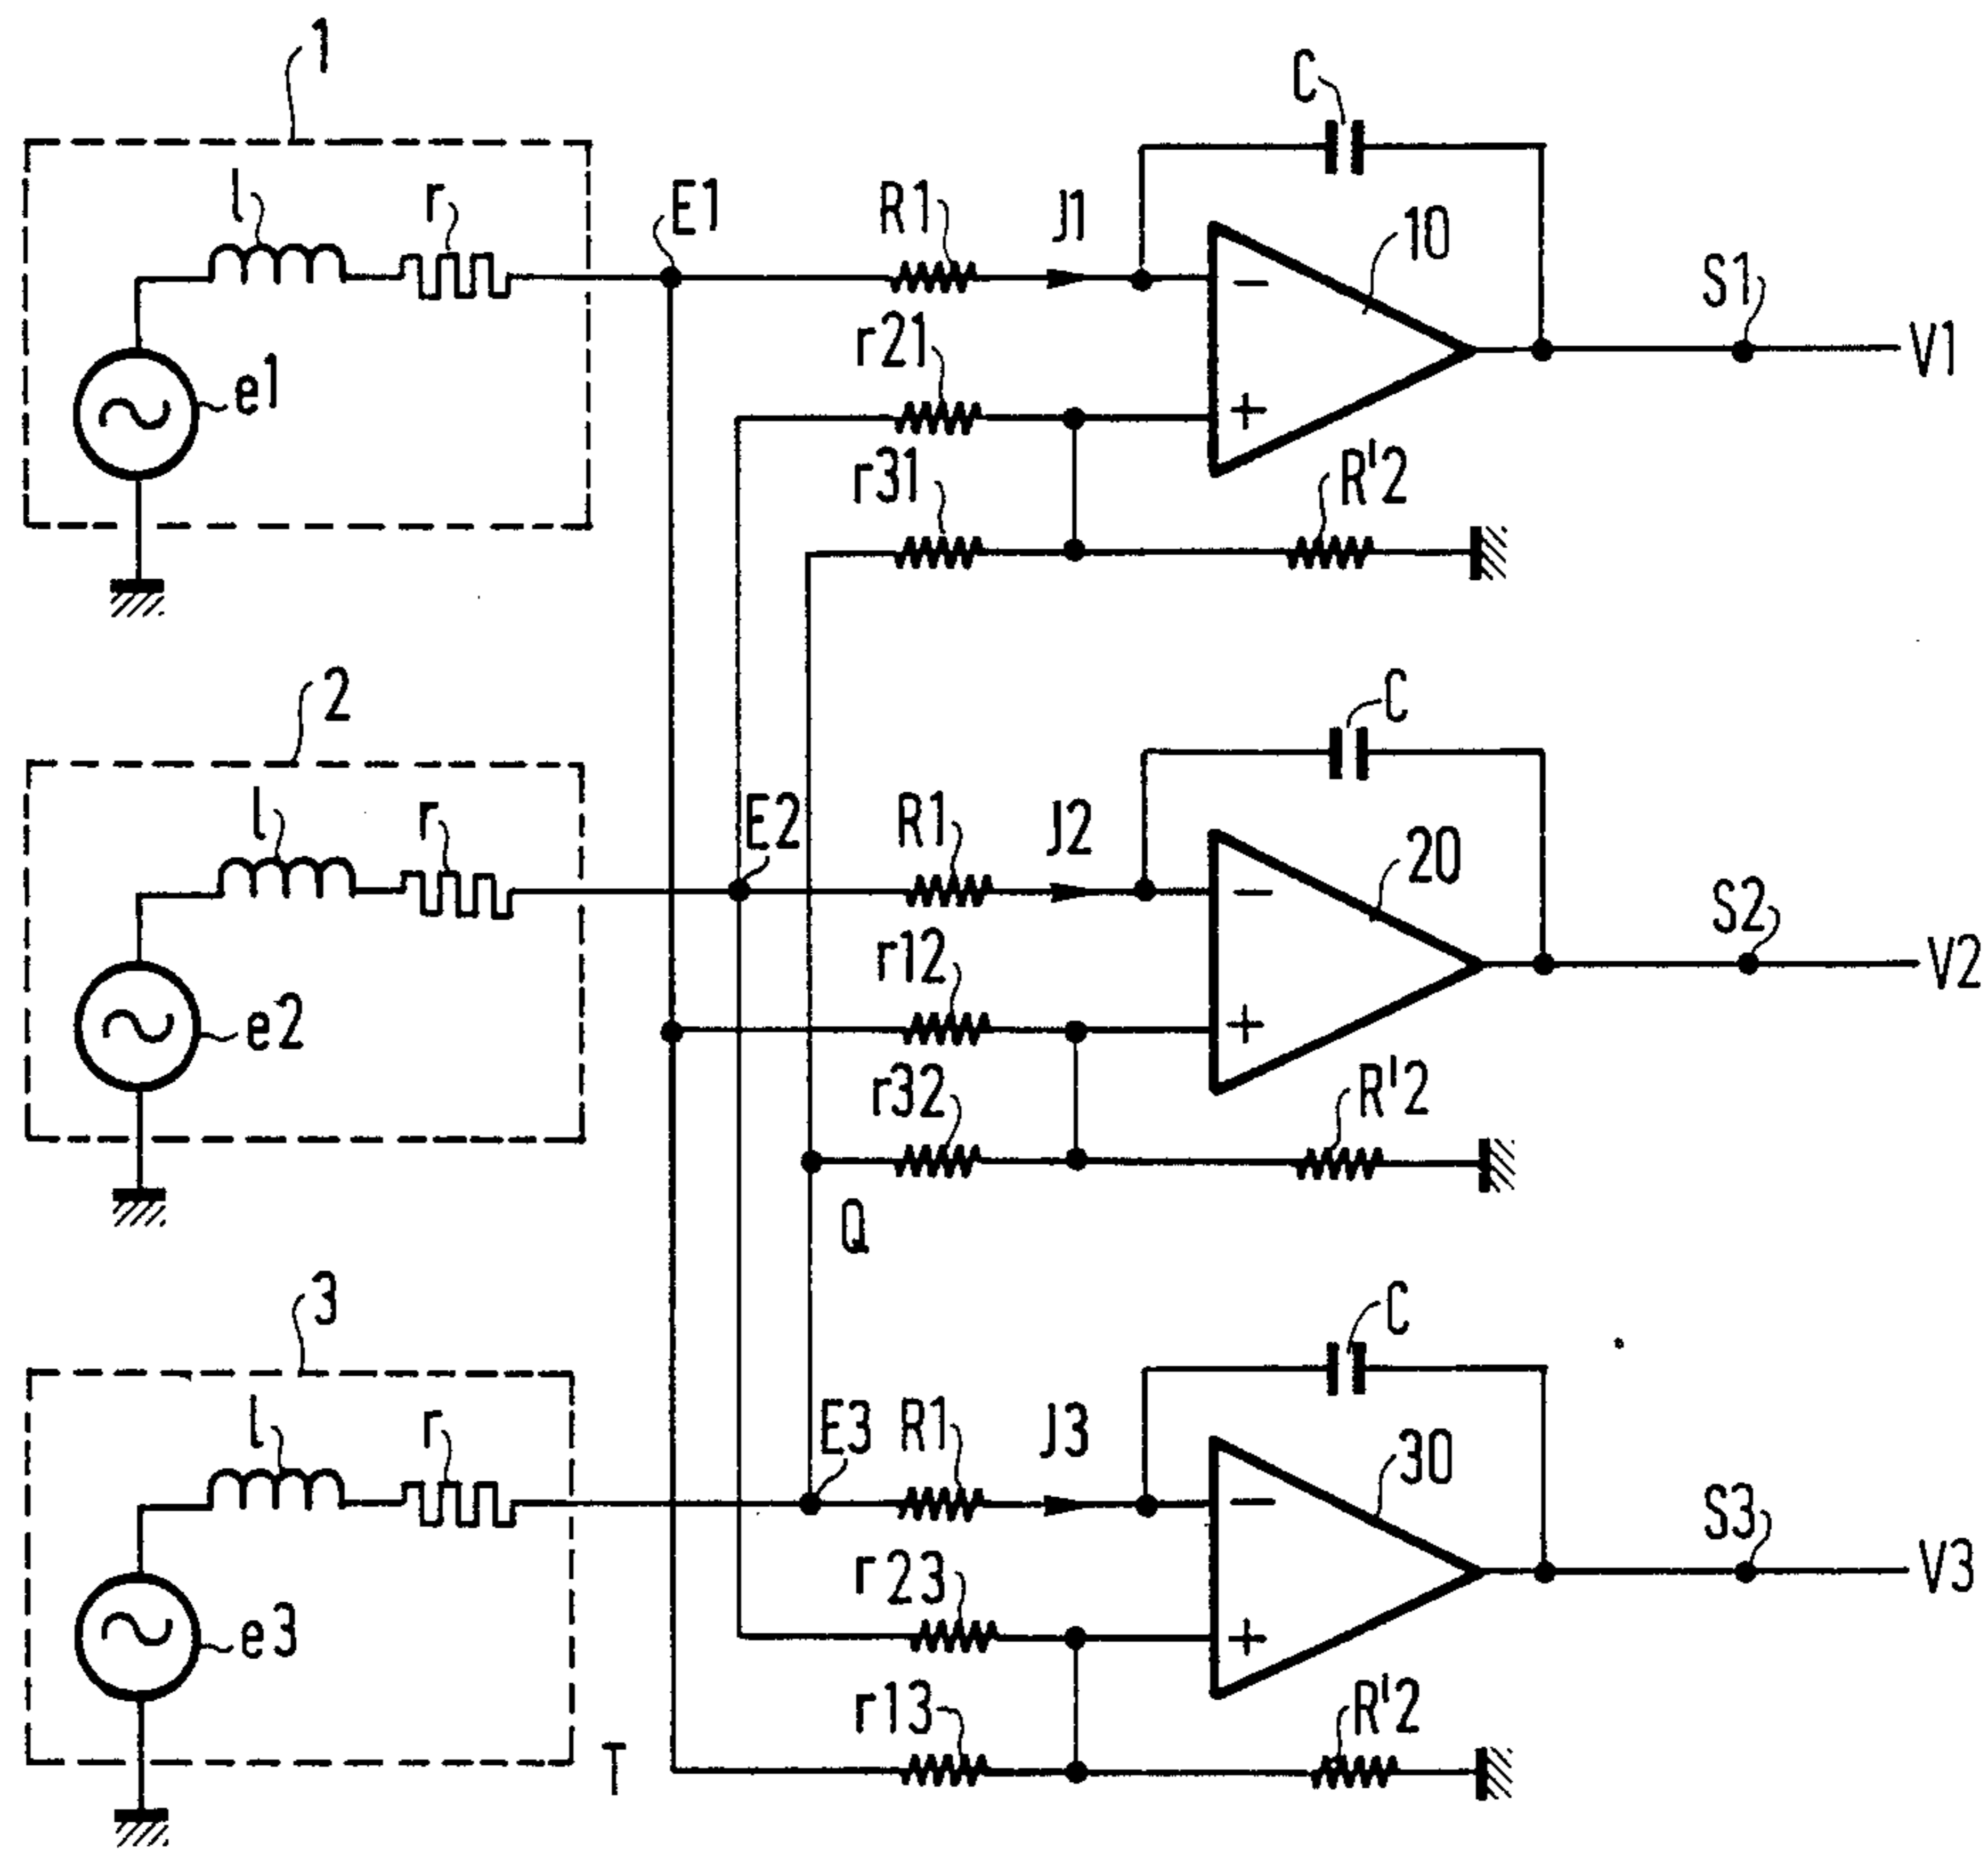 1
C
l
r
E1
R1
J1
10
S1
r21
V1
e1
−
+
r31
R'2
2
C
l
r
E2
R1
J2
20
S2
r12
V2
e2
−
+
r32
R'2
Q
3
C
l
r
E3
R1
J3
30
S3
r23
V3
e3
−
+
r13
R'2
T